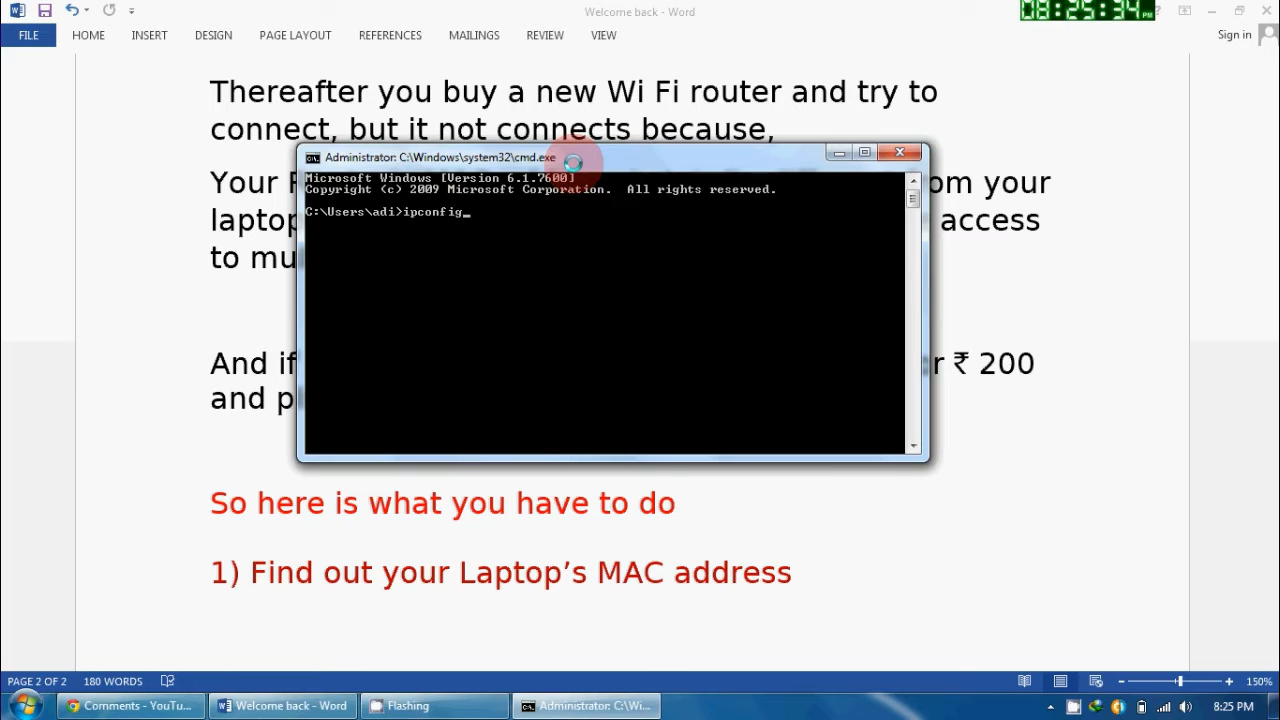 Welcome back - Word
08:25:34 PM
FILE HOME INSERT DESIGN PAGE LAYOUT REFERENCES MAILINGS REVIEW VIEW Sign in
Thereafter you buy a new Wi Fi router and try to
connect, but it not connects because,
Administrator: C:\Windows\system32\cmd.exe
Microsoft Windows [Version 6.1.7600]
Copyright (c) 2009 Microsoft Corporation. All rights reserved.
C:\Users\adi>ipconfig_
Your your
laptop access
to
And if ₹ 200
and
So here is what you have to do
1) Find out your Laptop’s MAC address
PAGE 2 OF 2 180 WORDS 150%
Comments - YouTu... Welcome back - Word Flashing Administrator: C:\Wi... 8:25 PM